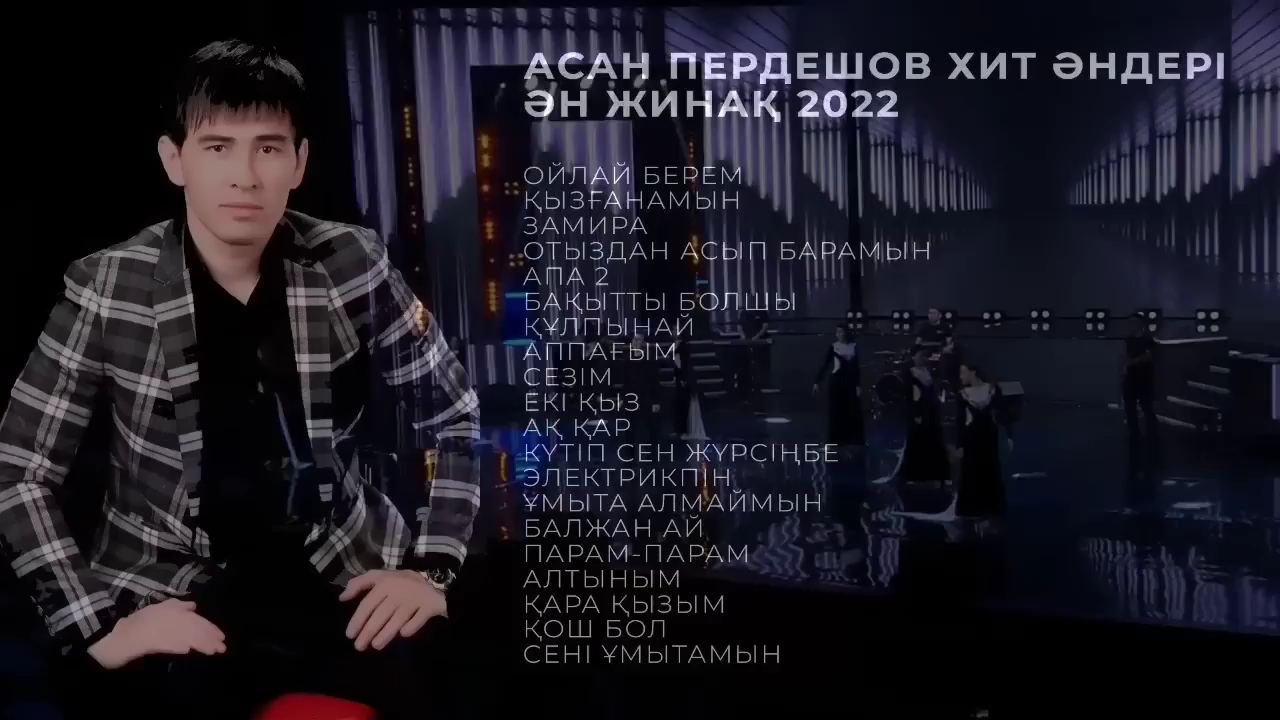 АСАН ПЕРДЕШОВ ХИТ ӘНДЕРІ
ӘН ЖИНАҚ 2022
ОЙЛАЙ БЕРЕМ
ҚЫЗҒАНАМЫН
ЗАМИРА
ОТЫЗДАН АСЫП БАРАМЫН
АПА 2
БАҚЫТТЫ БОЛШЫ
ҚҰЛПЫНАЙ
АППАҒЫМ
СЕЗІМ
ЕКІ ҚЫЗ
АҚ ҚАР
КҮТІП СЕН ЖҮРСІҢБЕ
ЭЛЕКТРИКПІН
ҰМЫТА АЛМАЙМЫН
БАЛЖАН АЙ
ПАРАМ-ПАРАМ
АЛТЫНЫМ
ҚАРА ҚЫЗЫМ
ҚОШ БОЛ
СЕНІ ҰМЫТАМЫН